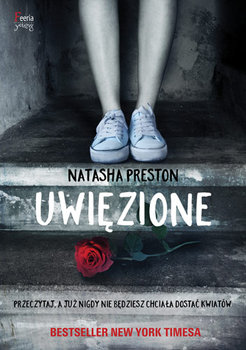 Feeria
young
NATASHA PRESTON
UWIĘZIONE
PRZECZYTAJ, A JUŻ NIGDY NIE BĘDZIESZ CHCIAŁA DOSTAĆ KWIATÓW
BESTSELLER NEW YORK TIMESA